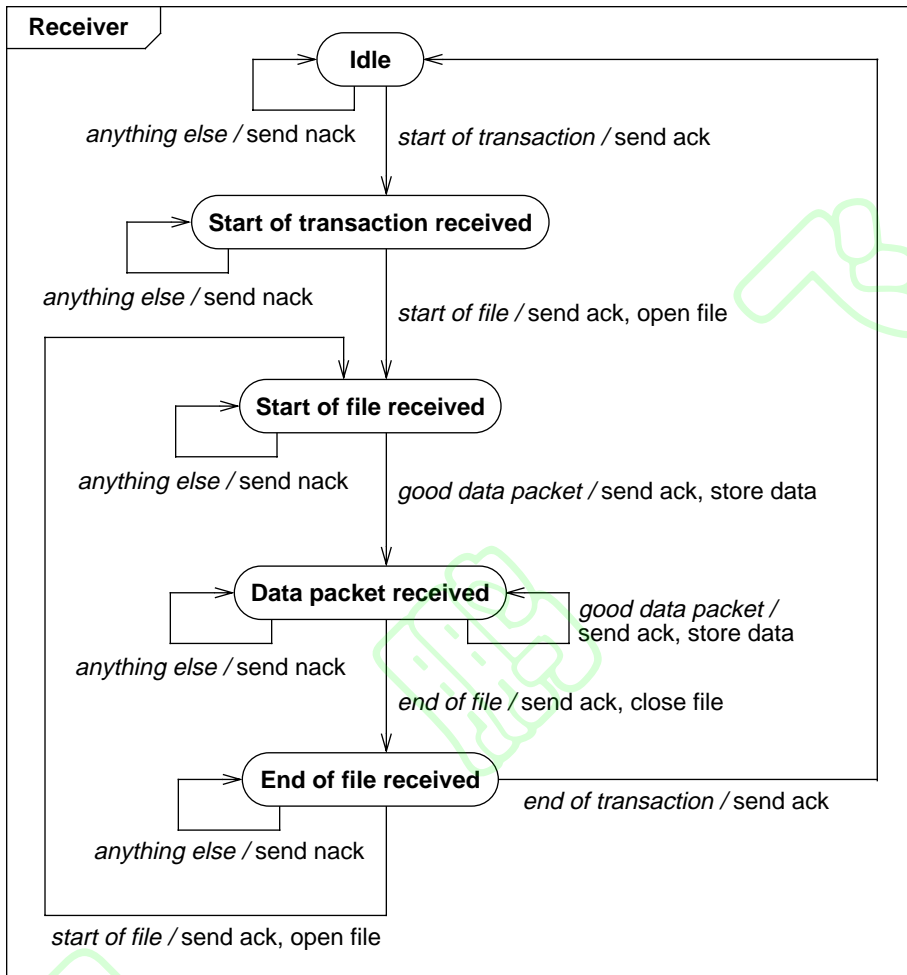 Receiver
Idle
anything else / send nack
start of transaction / send ack
Start of transaction received
anything else / send nack
start of file / send ack, open file
Start of file received
anything else / send nack
good data packet / send ack, store data
Data packet received
good data packet /
send ack, store data
anything else / send nack
end of file / send ack, close file
End of file received
end of transaction / send ack
anything else / send nack
start of file / send ack, open file